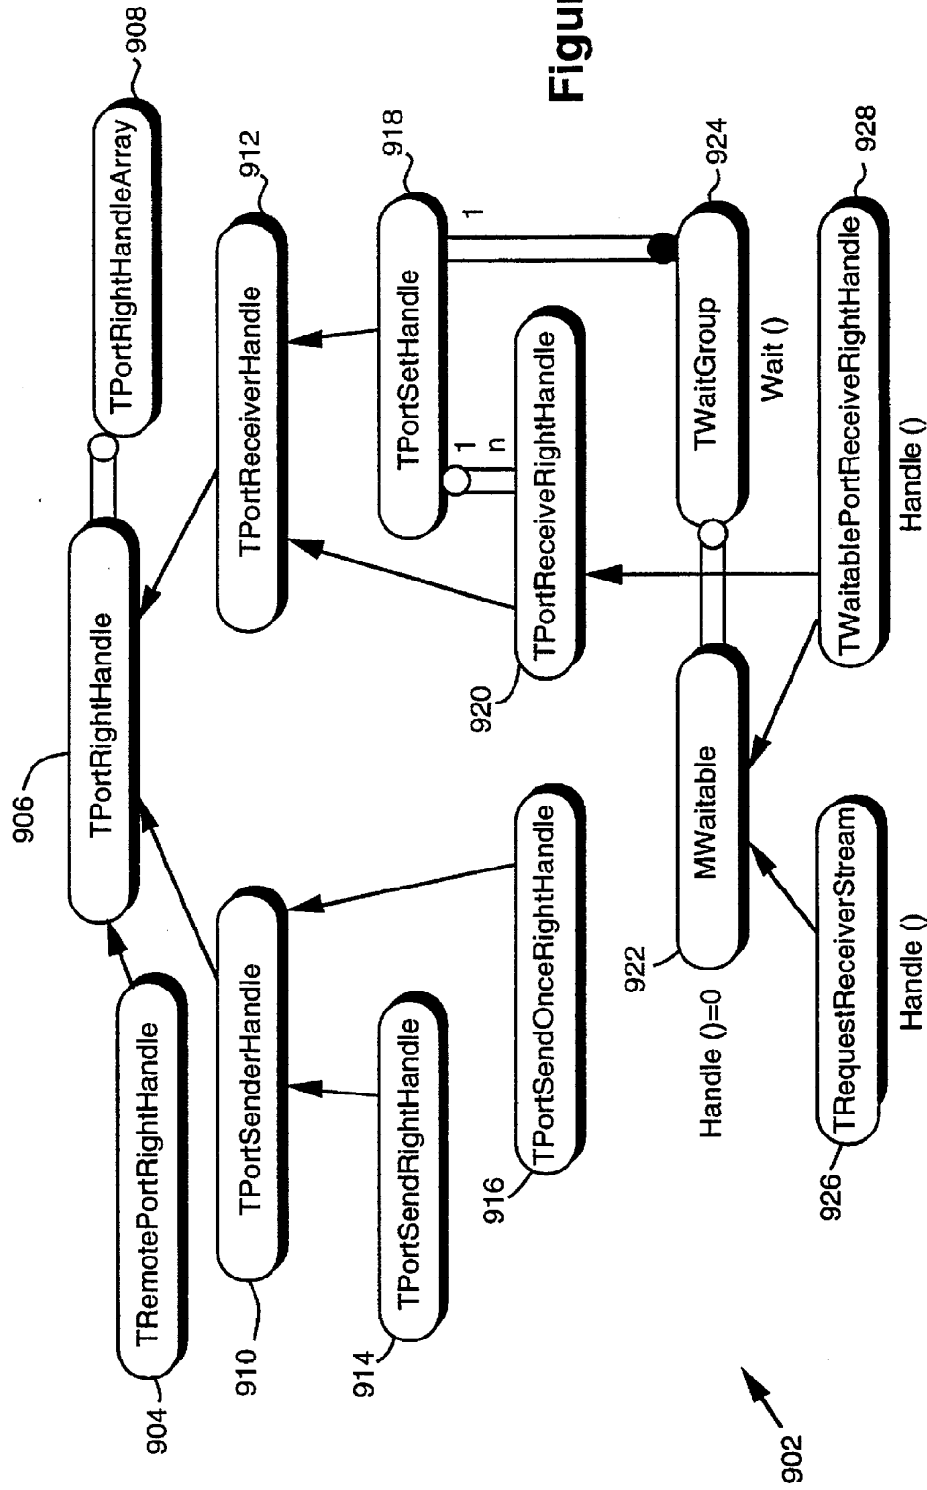 906
TPortRightHandle
TPortRightHandleArray
908
904
TRemotePortRightHandle
910
TPortSenderHandle
TPortReceiverHandle
912
914
TPortSendRightHandle
TPortSetHandle
918
1
1
n
916
TPortSendOnceRightHandle
920
TPortReceiveRightHandle
922
MWaitable
Handle ()=0
TWaitGroup
924
Wait ()
926
TRequestReceiverStream
Handle ()
TWaitablePortReceiveRightHandle
928
Handle ()
902